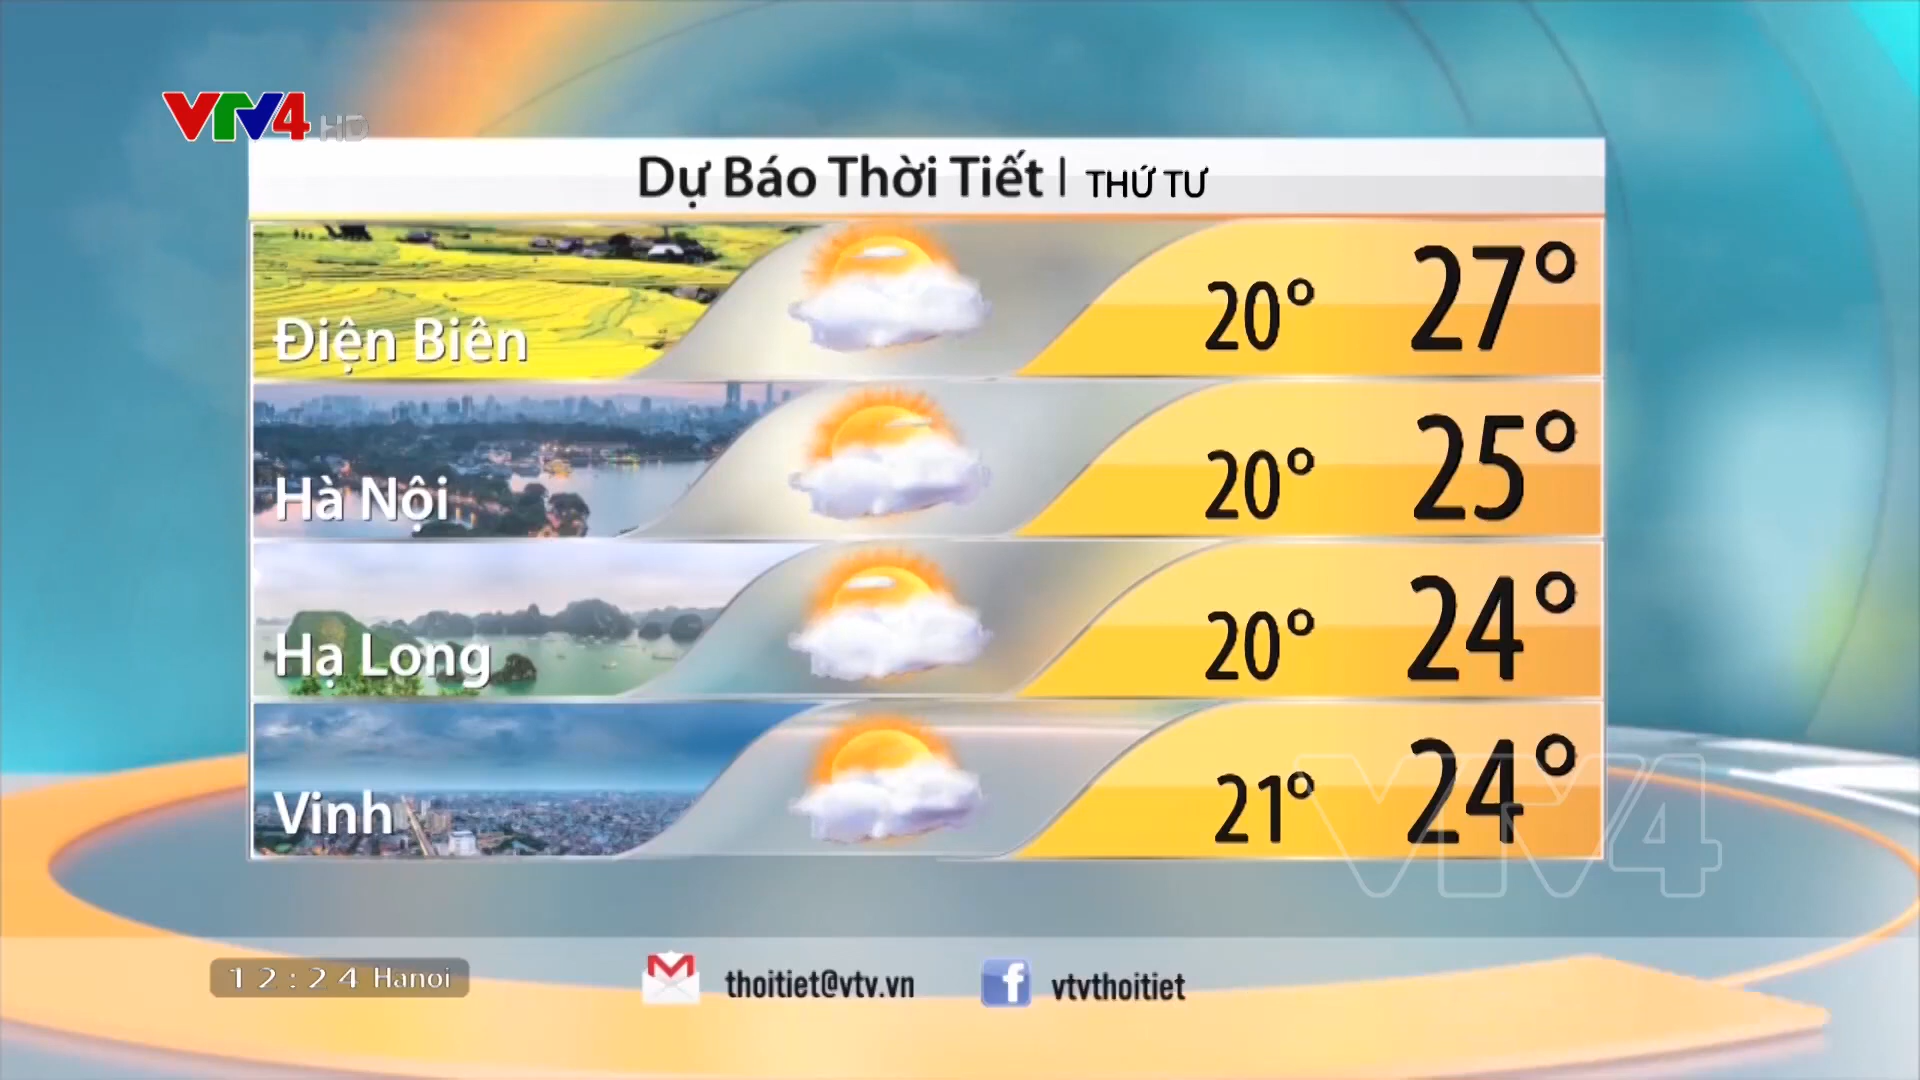 VTV4 HD
Dự Báo Thời Tiết | THỨ TƯ
Điện Biên 20° 27°
Hà Nội 20° 25°
Hạ Long 20° 24°
Vinh 21° 24°
VTV4
12:24 Hanoi thoitiet@vtv.vn f vtvthoitiet